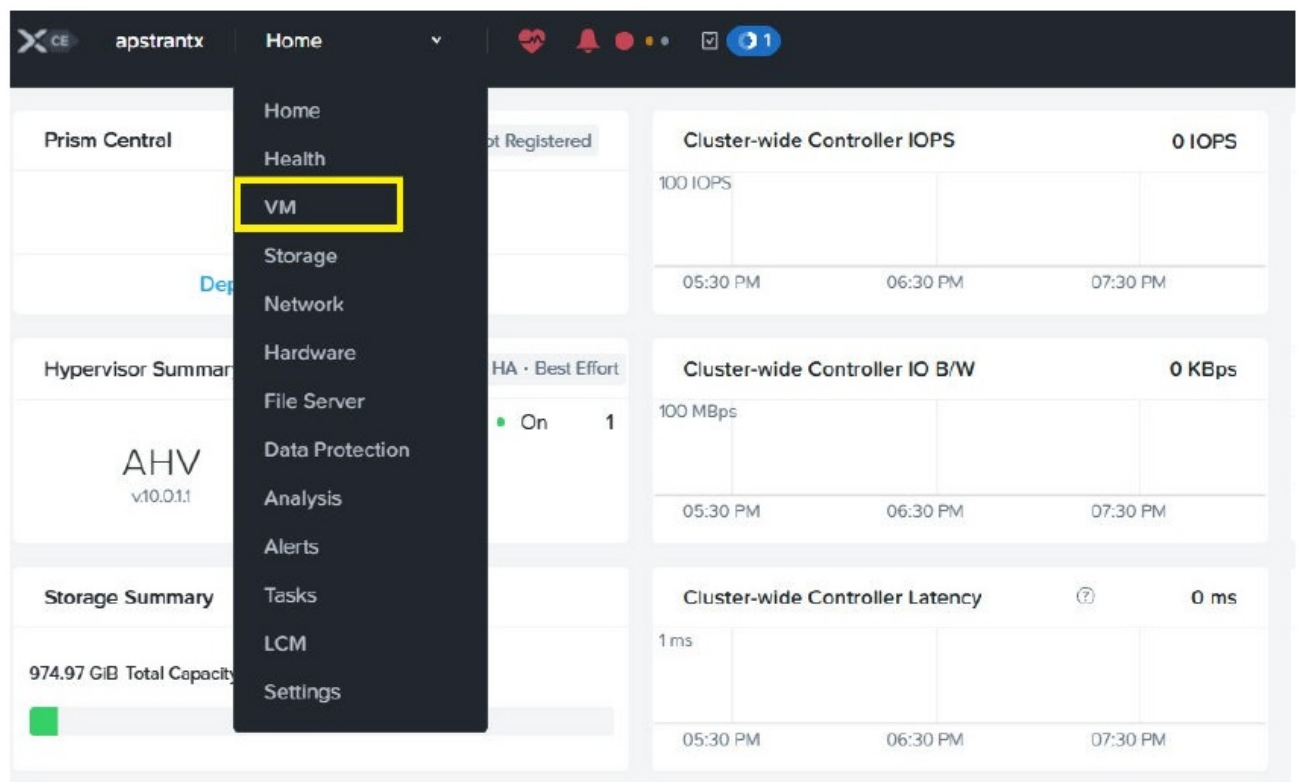 X CE apstrantx Home 1
Home
Health
VM
Storage
Network
Hardware
File Server
Data Protection
Analysis
Alerts
Tasks
LCM
Settings
Prism Central Registered
Hypervisor HA · Best Effort
AHV
v.10.0.1.1
On 1
Storage Summary
974.97 GiB Total Capacity
Cluster-wide Controller IOPS 0 IOPS
100 IOPS
05:30 PM 06:30 PM 07:30 PM
Cluster-wide Controller IO B/W 0 KBps
100 MBps
05:30 PM 06:30 PM 07:30 PM
Cluster-wide Controller Latency ? 0 ms
1 ms
05:30 PM 06:30 PM 07:30 PM